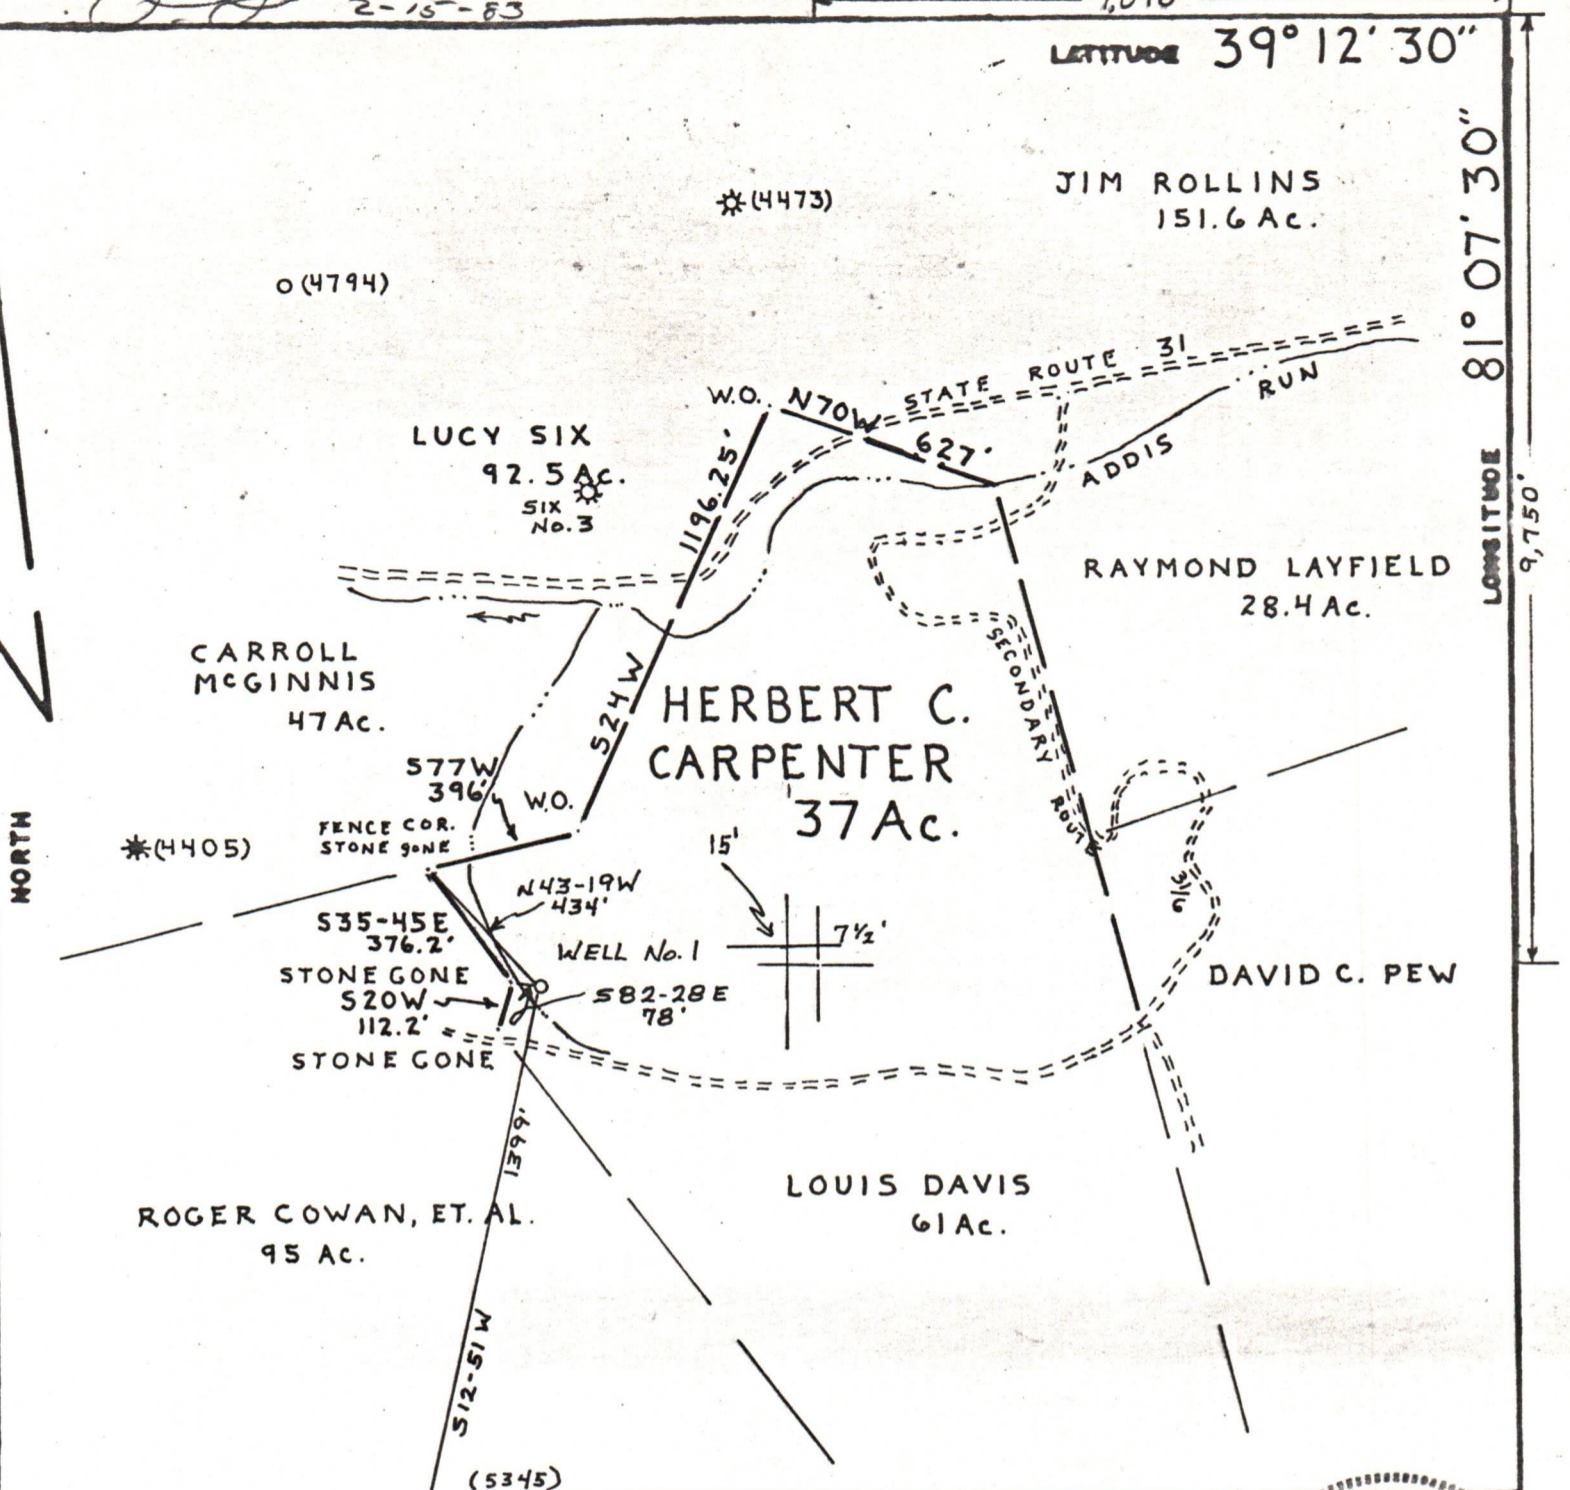 2-15-83
LATITUDE 39° 12' 30"
LONGITUDE 81° 07' 30"
9,750'
JIM ROLLINS
151.6 Ac.
(4473)
(4794)
STATE ROUTE 31
W.O.
N70W
627'
ADDIS RUN
LUCY SIX
92.5 Ac.
SIX
No.3
1196.25'
S24W
RAYMOND LAYFIELD
28.4 Ac.
CARROLL
McGINNIS
47 Ac.
HERBERT C.
CARPENTER
37 Ac.
SECONDARY ROUTE
3/6
S77W
396'
W.O.
FENCE COR.
STONE GONE
(4405)
NORTH
15'
7½'
N43-19W
434'
S35-45E
376.2'
WELL No. 1
STONE GONE
S20W
112.2'
S82-28E
78'
STONE GONE
DAVID C. PEW
1399'
S12-51W
LOUIS DAVIS
61 Ac.
ROGER COWAN, ET. AL.
95 Ac.
(5345)